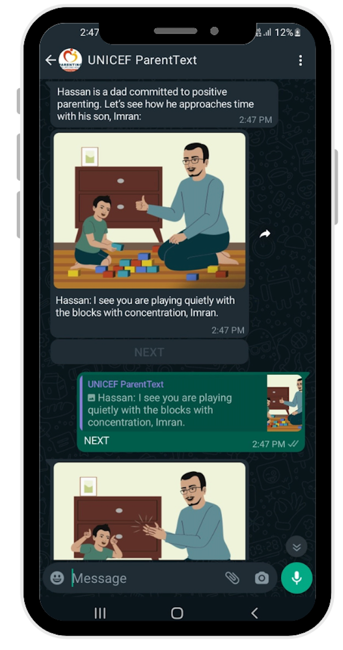 2:47
12%
UNICEF ParentText
Hassan is a dad committed to positive
parenting. Let's see how he approaches time
with his son, Imran:
2:47 PM
Hassan: I see you are playing quietly with
the blocks with concentration, Imran.
2:47 PM
NEXT
UNICEF ParentText
Hassan: I see you are playing
quietly with the blocks with
concentration, Imran.
NEXT
2:47 PM
Message